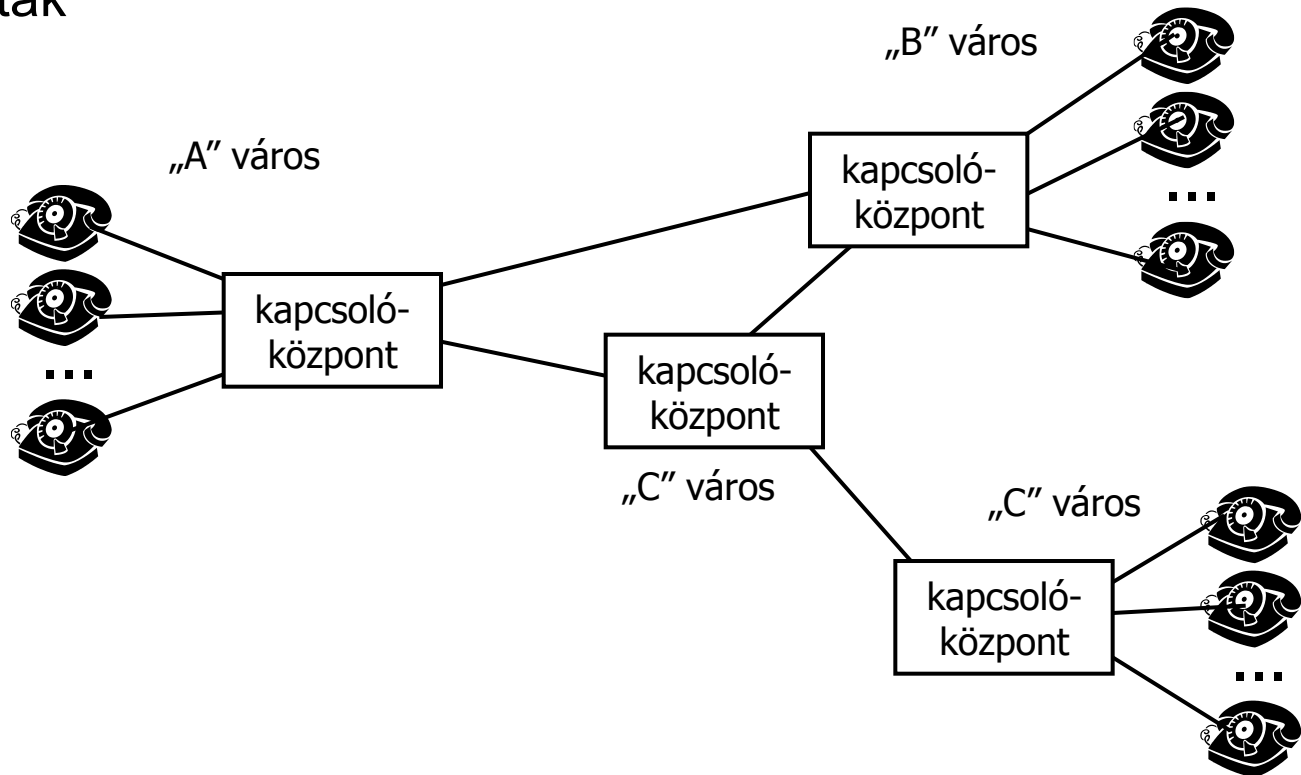 „B” város
„A” város
kapcsoló-
központ
kapcsoló-
központ
...
...
kapcsoló-
központ
„C” város
„C” város
kapcsoló-
központ
...